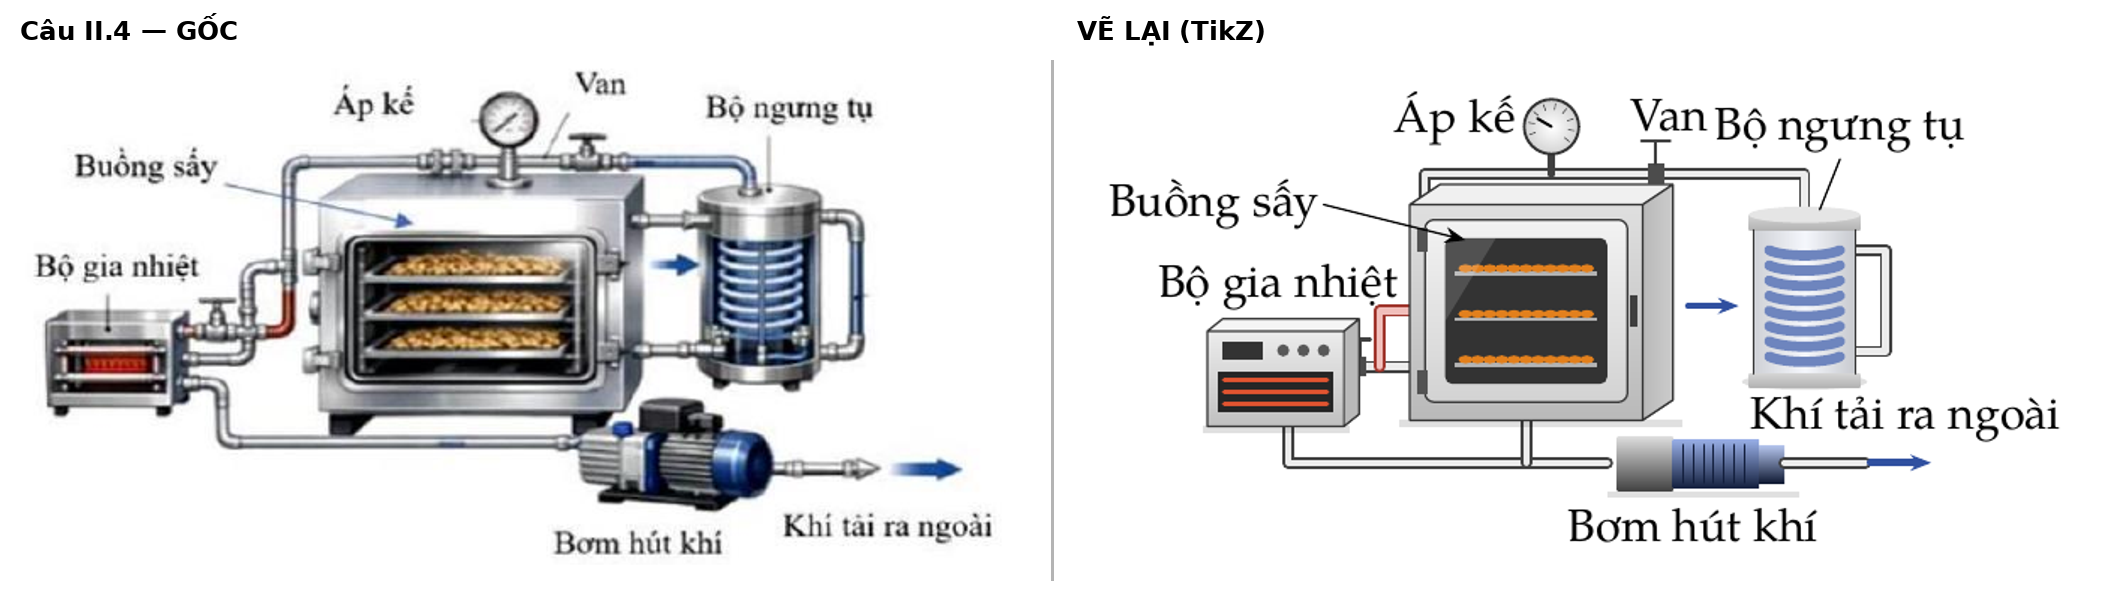 Câu II.4 — GỐC
Áp kế
Van
Bộ ngưng tụ
Buồng sấy
Bộ gia nhiệt
Khí tải ra ngoài
Bơm hút khí
VẼ LẠI (TikZ)
Áp kế
Van
Bộ ngưng tụ
Buồng sấy
Bộ gia nhiệt
Khí tải ra ngoài
Bơm hút khí